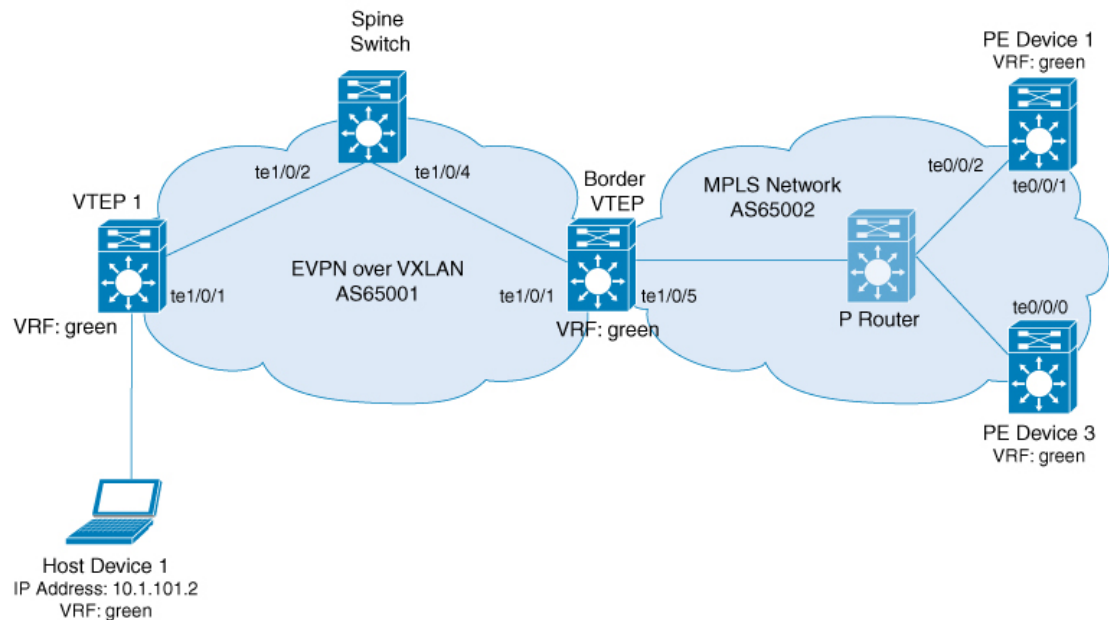 Spine
Switch
PE Device 1
VRF: green
te1/0/2
te1/0/4
Border
VTEP
MPLS Network
AS65002
te0/0/2
te0/0/1
VTEP 1
EVPN over VXLAN
AS65001
te1/0/1
te1/0/1
te1/0/5
VRF: green
VRF: green
P Router
te0/0/0
PE Device 3
VRF: green
Host Device 1
IP Address: 10.1.101.2
VRF: green